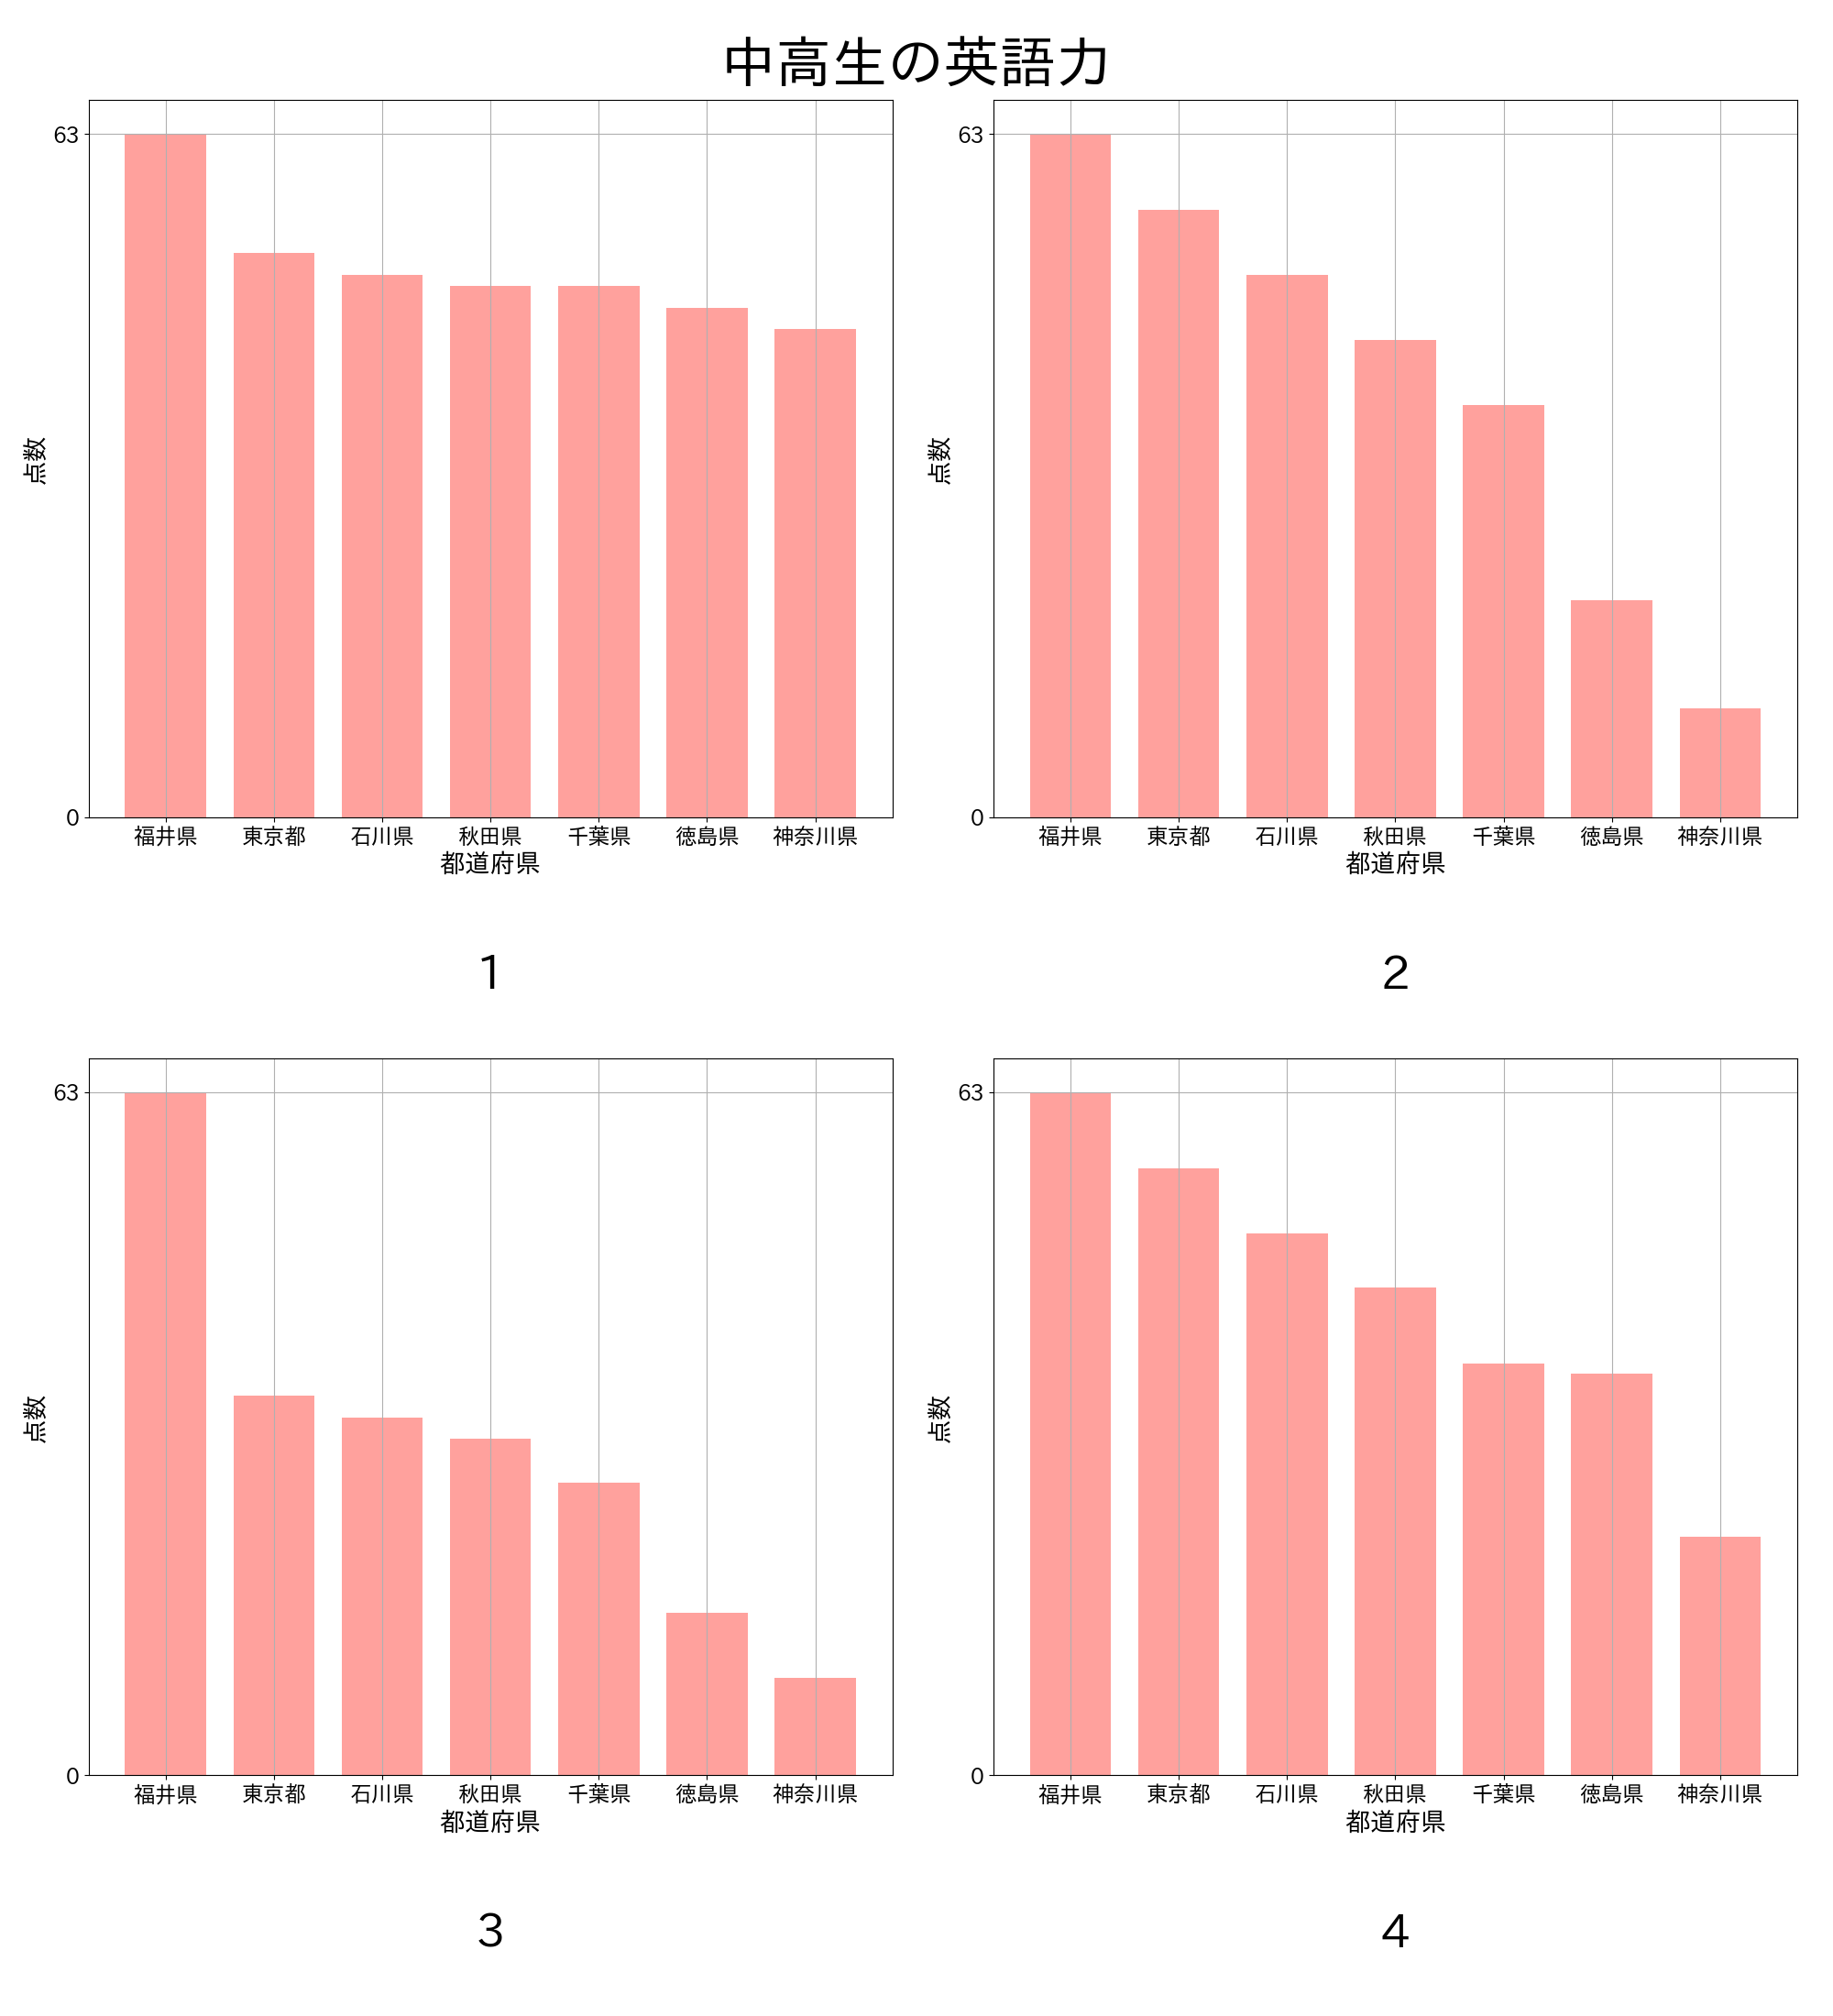 中高生の英語力
63
0
点数
福井県 東京都 石川県 秋田県 千葉県 徳島県 神奈川県
都道府県
1
63
0
点数
福井県 東京都 石川県 秋田県 千葉県 徳島県 神奈川県
都道府県
2
63
0
点数
福井県 東京都 石川県 秋田県 千葉県 徳島県 神奈川県
都道府県
3
63
0
点数
福井県 東京都 石川県 秋田県 千葉県 徳島県 神奈川県
都道府県
4